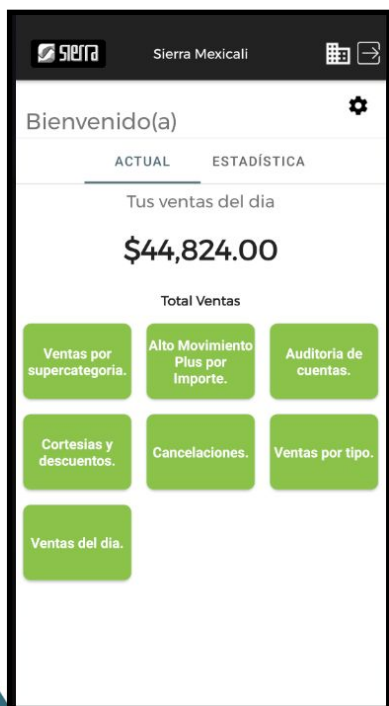 sierra
Sierra Mexicali
Bienvenido(a)
ACTUAL ESTADÍSTICA
Tus ventas del dia
$44,824.00
Total Ventas
Ventas por
supercategoria.
Alto Movimiento
Plus por
Importe.
Auditoria de
cuentas.
Cortesias y
descuentos.
Cancelaciones.
Ventas por tipo.
Ventas del dia.